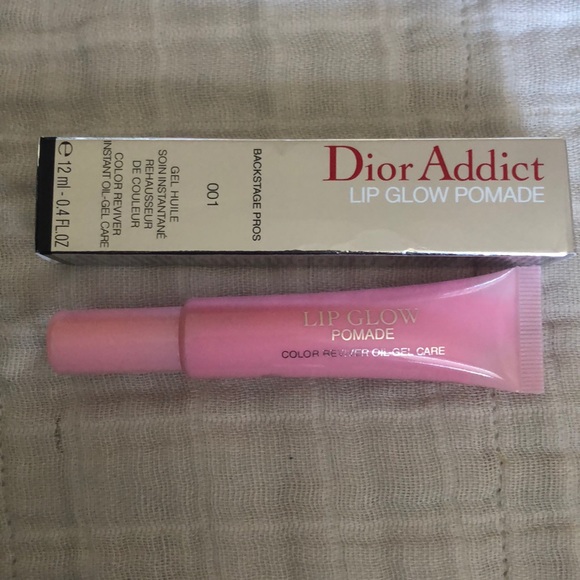 Dior Addict
LIP GLOW POMADE
BACKSTAGE PROS
001
GEL HUILE
SOIN INSTANTANÉ
REHAUSSEUR
DE COULEUR
COLOR REVIVER
INSTANT OIL-GEL CARE
℮ 12 ml - 0.4 FL.OZ
LIP GLOW
POMADE
COLOR REVIVER OIL-GEL CARE